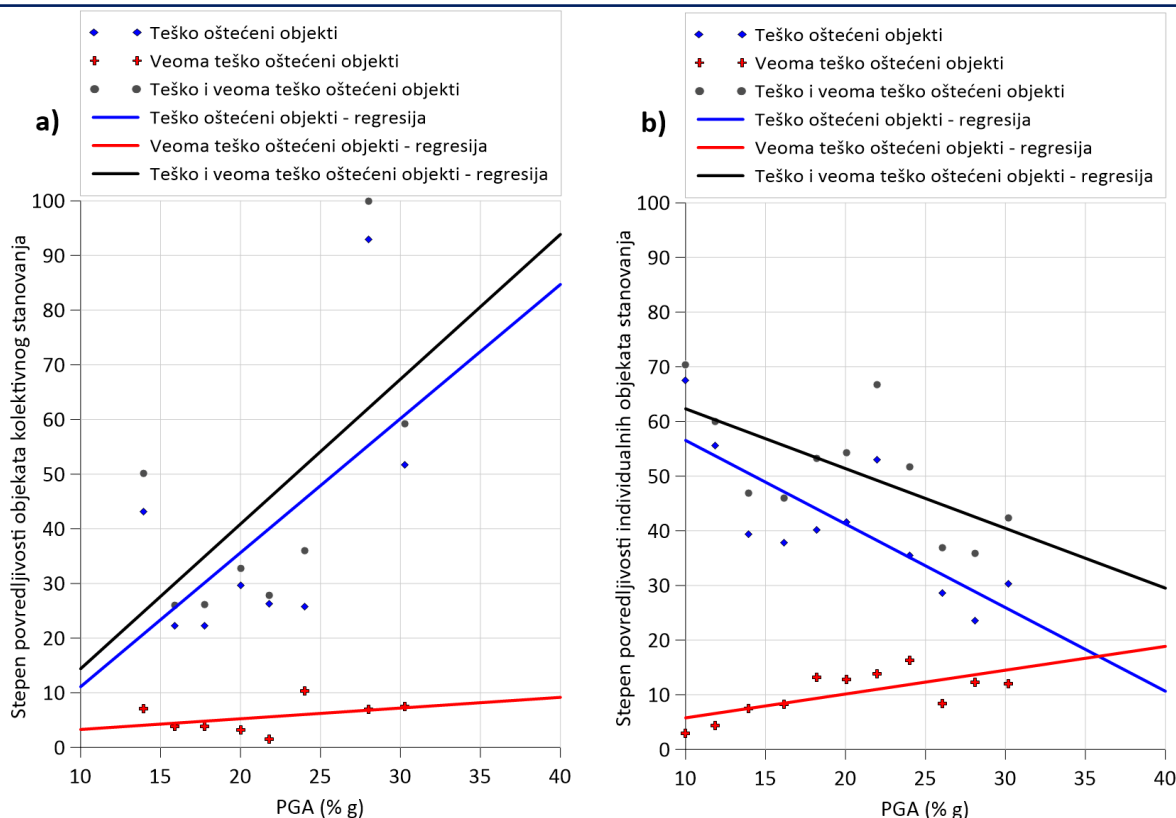 a)
Teško oštećeni objekti
Veoma teško oštećeni objekti
Teško i veoma teško oštećeni objekti
Teško oštećeni objekti - regresija
Veoma teško oštećeni objekti - regresija
Teško i veoma teško oštećeni objekti - regresija
Stepen povredljivosti objekata kolektivnog stanovanja
100
90
80
70
60
50
40
30
20
10
0
10 15 20 25 30 35 40
PGA (% g)
b)
Teško oštećeni objekti
Veoma teško oštećeni objekti
Teško i veoma teško oštećeni objekti
Teško oštećeni objekti - regresija
Veoma teško oštećeni objekti - regresija
Teško i veoma teško oštećeni objekti - regresija
Stepen povredljivosti individualnih objekata stanovanja
100
90
80
70
60
50
40
30
20
10
0
10 15 20 25 30 35 40
PGA (% g)